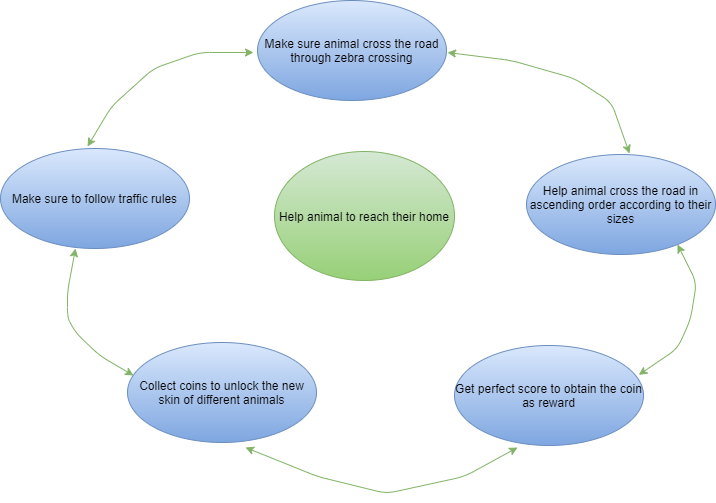 Make sure animal cross the road
through zebra crossing
Make sure to follow traffic rules
Help animal to reach their home
Help animal cross the road in
ascending order according to their
sizes
Collect coins to unlock the new
skin of different animals
Get perfect score to obtain the coin
as reward